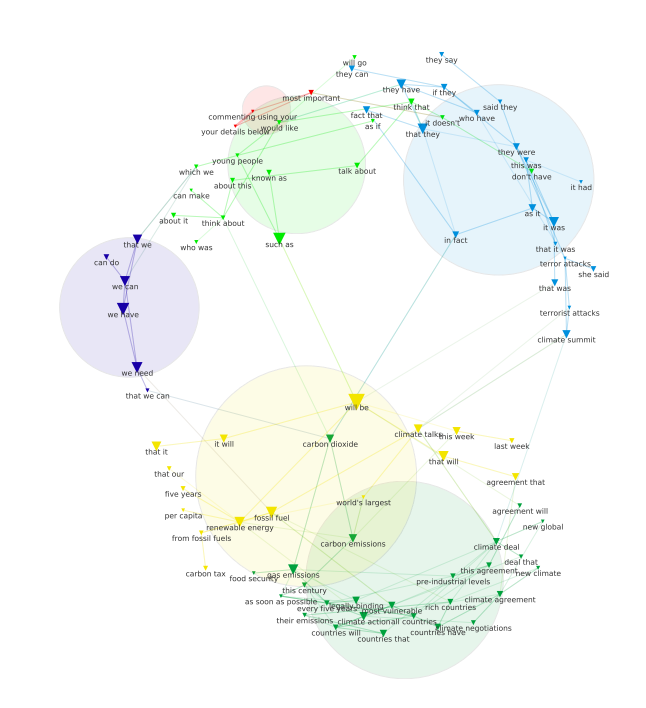 they say
will go
they can
they have
if they
most important
said they
think that
commenting using your
fact that
it doesn't
who have
as if
would like
your details below
that they
they were
young people
this was
talk about
which we
known as
don't have
about this
it had
can make
as it
about it
think about
it was
that we
who was
such as
in fact
that it was
can do
terror attacks
she said
we can
that was
we have
terrorist attacks
climate summit
we need
that we can
will be
climate talks
this week
it will
carbon dioxide
last week
that it
that will
that our
agreement that
five years
world's largest
per capita
fossil fuel
agreement will
renewable energy
new global
from fossil fuels
carbon emissions
climate deal
deal that
carbon tax
gas emissions
this agreement
new climate
food security
pre-industrial levels
this century
as soon as possible
legally binding
climate agreement
every five years
most vulnerable
rich countries
their emissions
climate action
all countries
climate negotiations
countries will
countries have
countries that